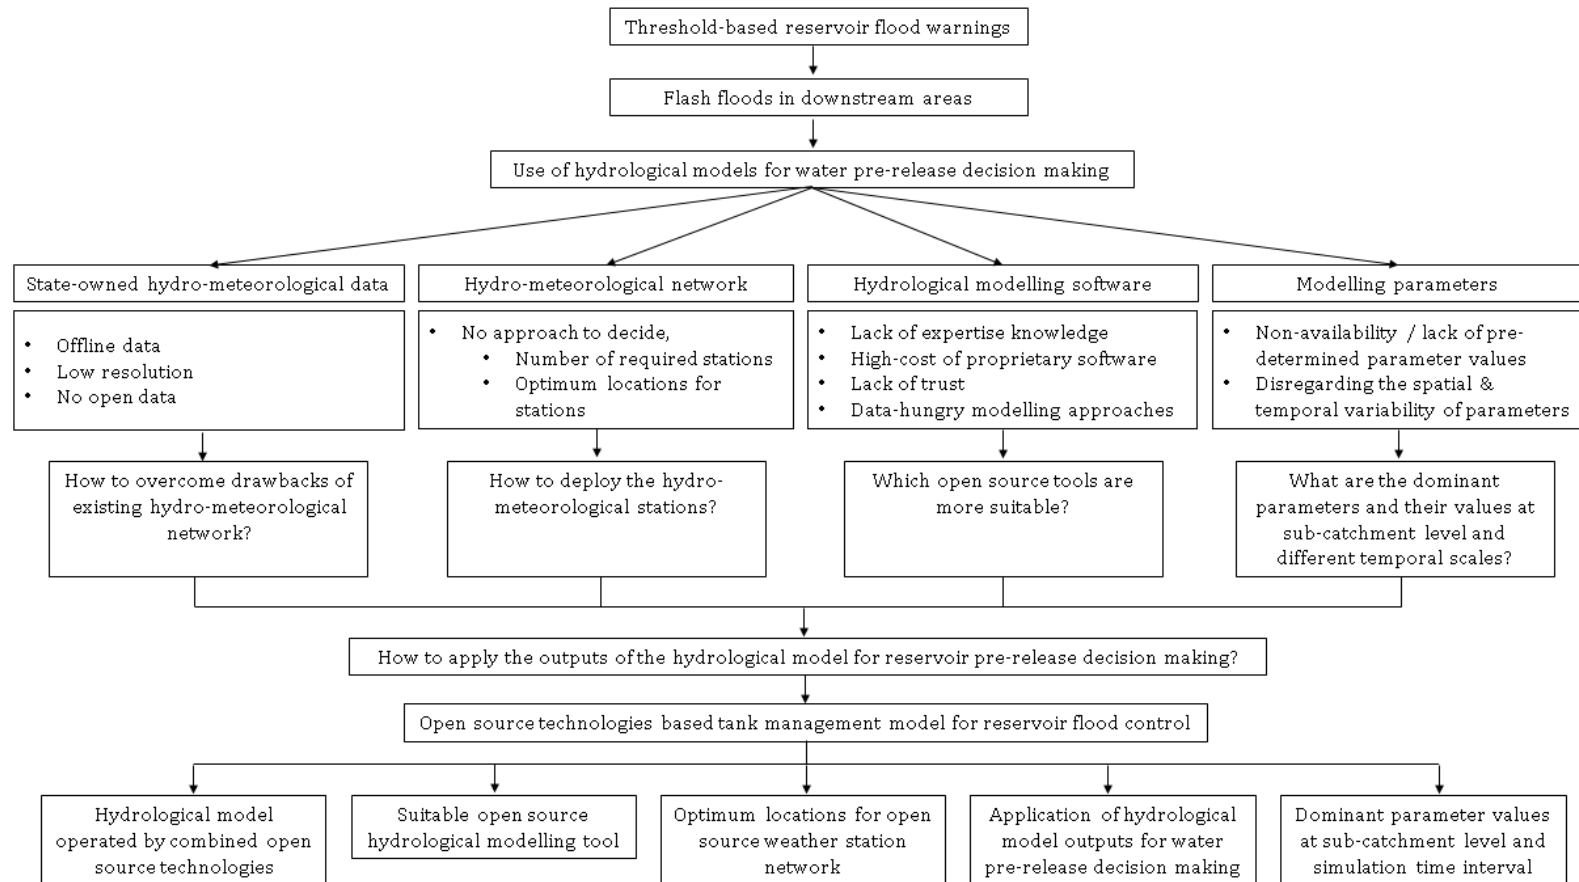 Threshold-based reservoir flood warnings
Flash floods in downstream areas
Use of hydrological models for water pre-release decision making
State-owned hydro-meteorological data
• Offline data
• Low resolution
• No open data
How to overcome drawbacks of
existing hydro-meteorological
network?
Hydro-meteorological network
• No approach to decide,
• Number of required stations
• Optimum locations for
stations
How to deploy the hydro-
meteorological stations?
Hydrological modelling software
• Lack of expertise knowledge
• High-cost of proprietary software
• Lack of trust
• Data-hungry modelling approaches
Which open source tools are
more suitable?
Modelling parameters
• Non-availability / lack of pre-
determined parameter values
• Disregarding the spatial &
temporal variability of parameters
What are the dominant
parameters and their values at
sub-catchment level and
different temporal scales?
How to apply the outputs of the hydrological model for reservoir pre-release decision making?
Open source technologies based tank management model for reservoir flood control
Hydrological model
operated by combined open
source technologies
Suitable open source
hydrological modelling tool
Optimum locations for open
source weather station
network
Application of hydrological
model outputs for water
pre-release decision making
Dominant parameter values
at sub-catchment level and
simulation time interval